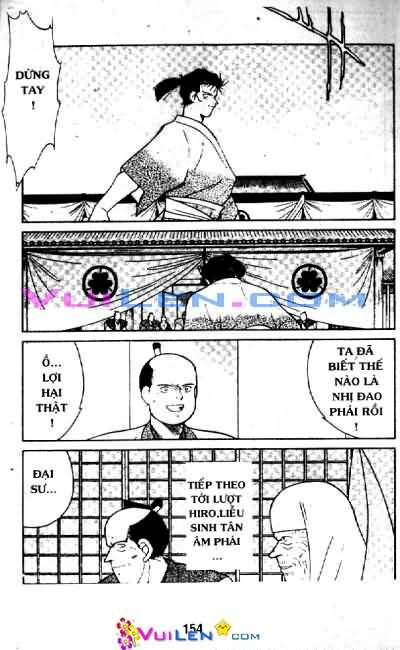 DỪNG
TAY
!
VuiLen.com
Ồ...
LỢI
HẠI
THẬT
!
TA ĐÃ
BIẾT THẾ
NÀO LÀ
NHỊ ĐAO
PHÁI RỒI
!
ĐẠI
SƯ...
TIẾP THEO
TỚI LƯỢT
HIRO,LIỄU
SINH TÂN
ÂM PHÁI
...
154
VuiLen.com